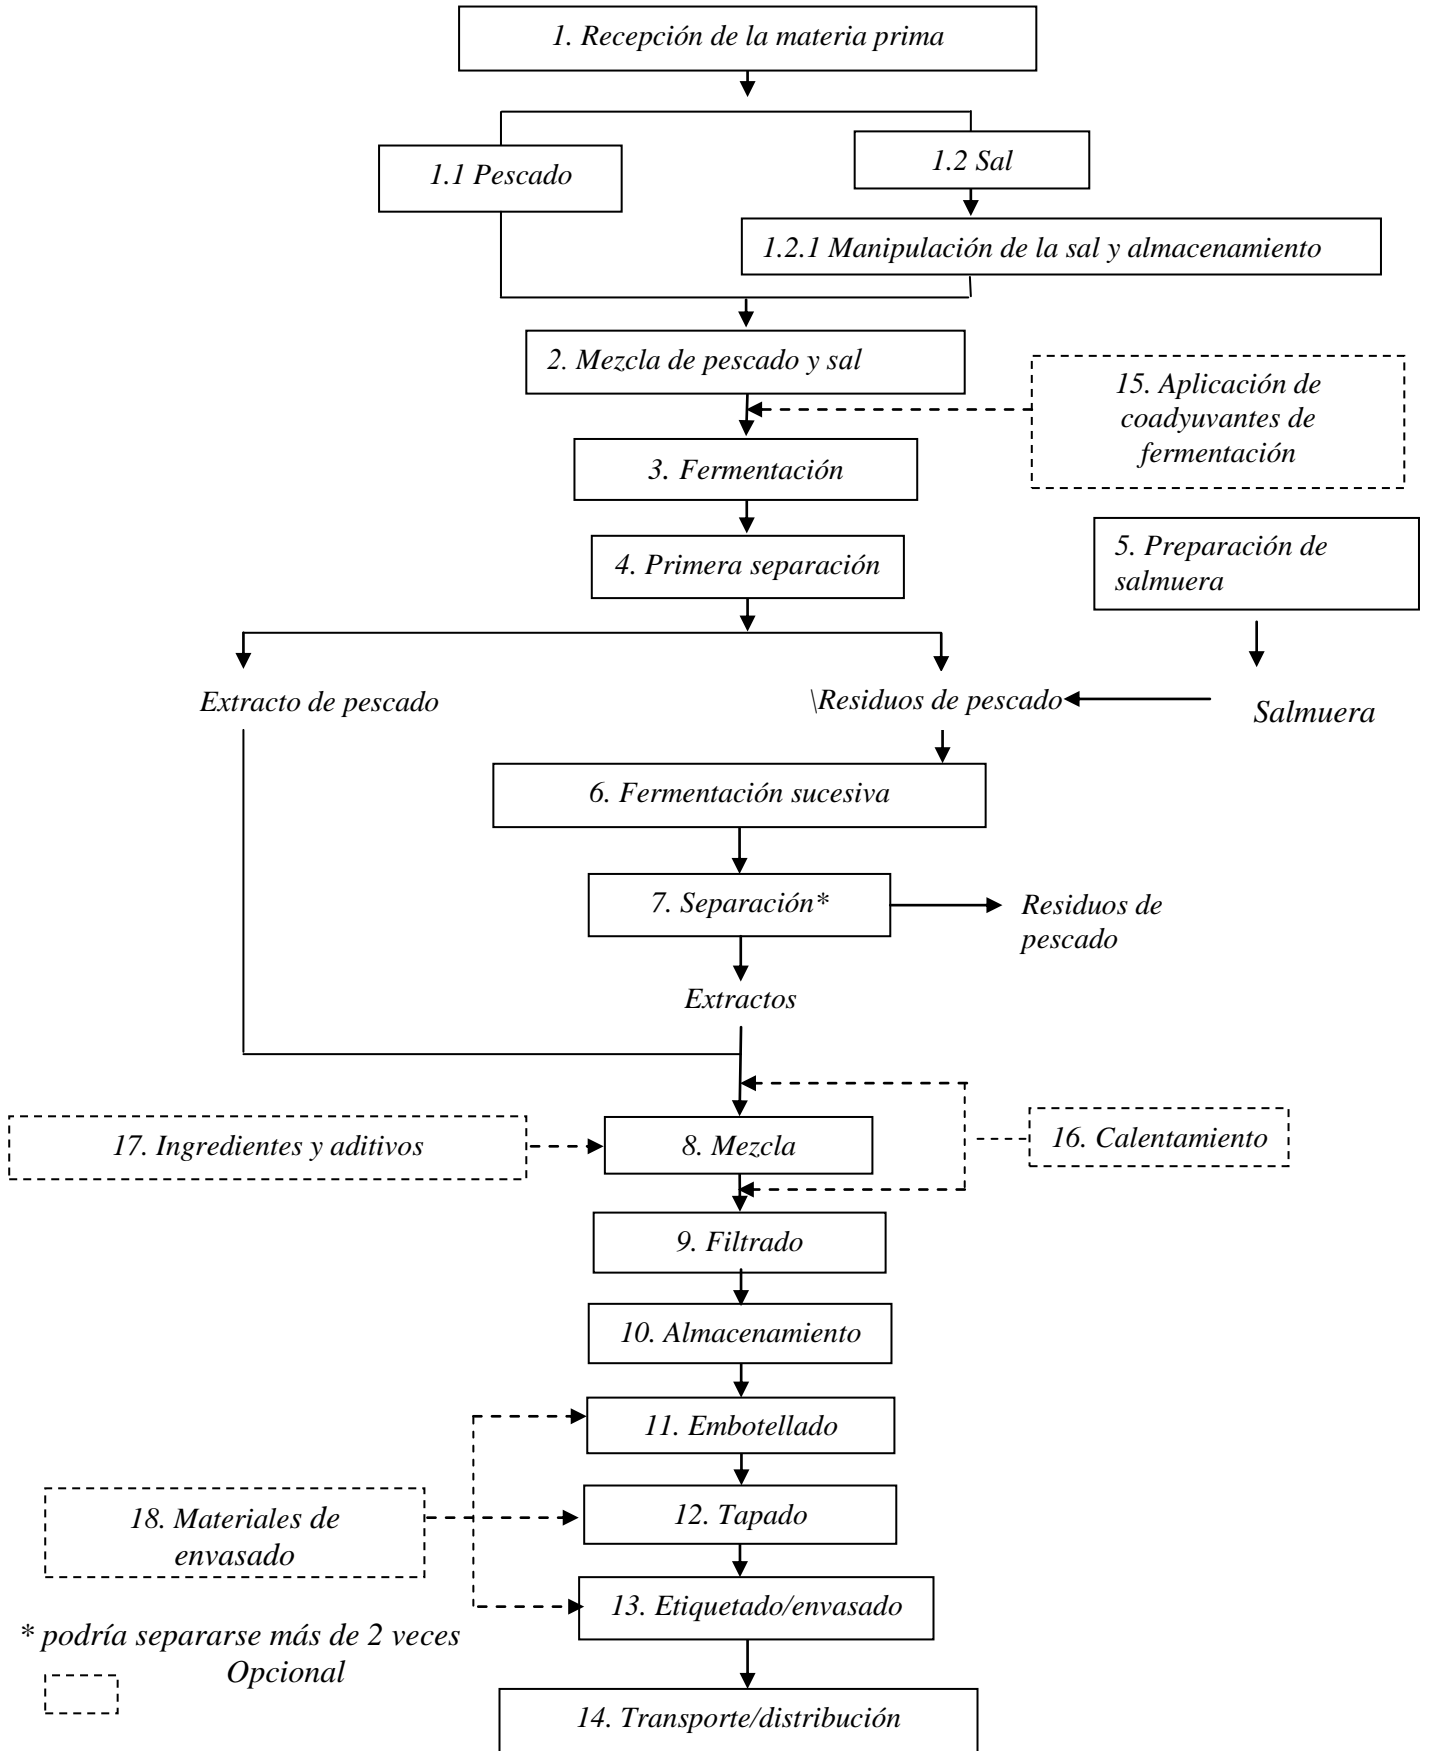 1. Recepción de la materia prima
1.1 Pescado
1.2 Sal
1.2.1 Manipulación de la sal y almacenamiento
2. Mezcla de pescado y sal
15. Aplicación de
coadyuvantes de
fermentación
3. Fermentación
4. Primera separación
5. Preparación de
salmuera
Extracto de pescado
\Residuos de pescado
Salmuera
6. Fermentación sucesiva
7. Separación*
Residuos de
pescado
Extractos
17. Ingredientes y aditivos
8. Mezcla
16. Calentamiento
9. Filtrado
10. Almacenamiento
11. Embotellado
18. Materiales de
envasado
12. Tapado
13. Etiquetado/envasado
* podría separarse más de 2 veces
Opcional
14. Transporte/distribución